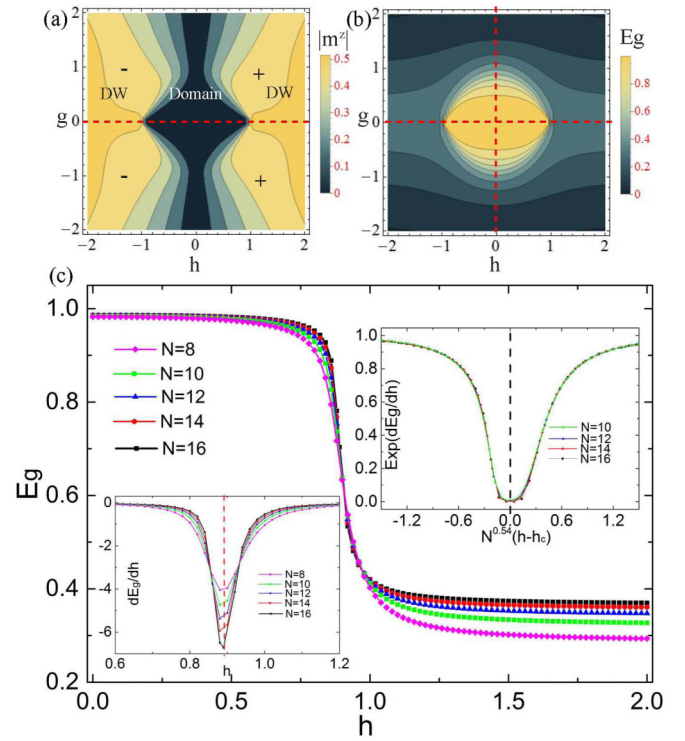 (a)
|m^z|
2
1
0
-1
-2
g
-
+
DW
Domain
DW
-
+
-2
-1
0
1
2
h
0.5
0.4
0.3
0.2
0.1
0
(b)
Eg
2
1
0
-1
-2
g
-2
-1
0
1
2
h
0.8
0.6
0.4
0.2
0
(c)
1.0
0.8
0.6
0.4
0.2
Eg
N=8
N=10
N=12
N=14
N=16
1.0
0.8
0.6
0.4
0.2
0.0
Exp(dEg/dh)
N=10
N=12
N=14
N=16
-1.2
-0.6
0.0
0.6
1.2
N^0.54(h-hc)
0
-2
-4
-6
dEg/dh
N=8
N=10
N=12
N=14
N=16
0.6
0.8
h
1.0
1.2
0.0
0.5
1.0
1.5
2.0
h